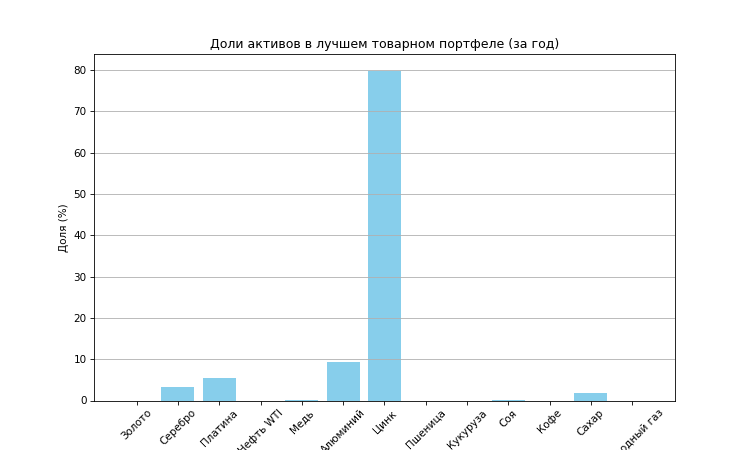 Доли активов в лучшем товарном портфеле (за год)
Доля (%)
80
70
60
50
40
30
20
10
0
Золото
Серебро
Платина
Нефть WTI
Медь
Алюминий
Цинк
Пшеница
Кукуруза
Соя
Кофе
Сахар
газ